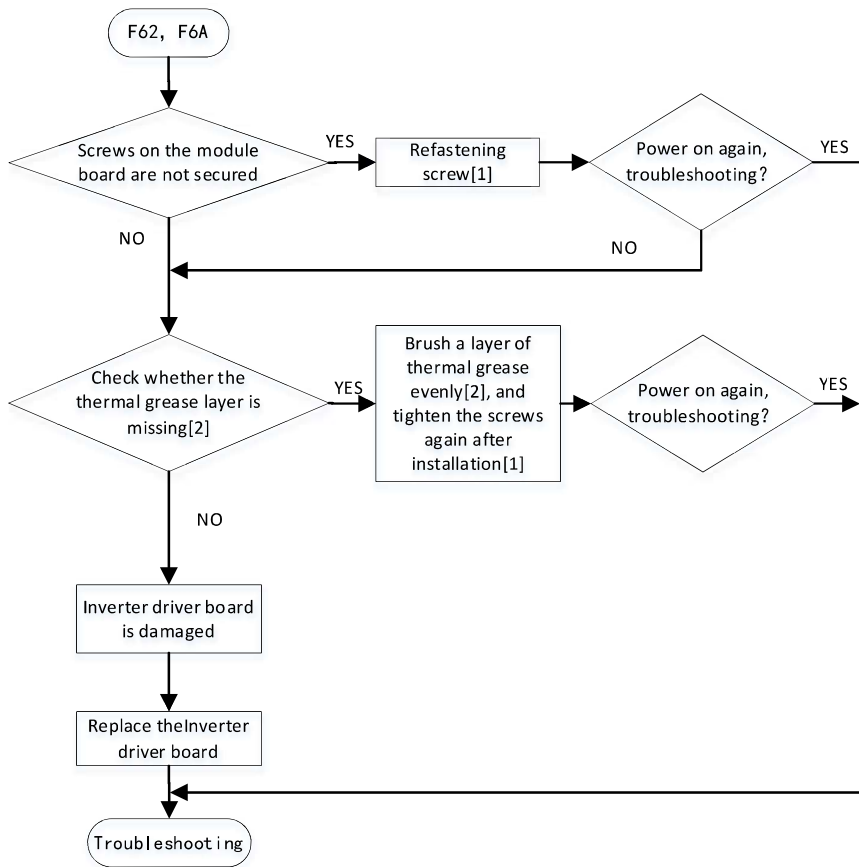 F62, F6A
Screws on the module
board are not secured
YES
Refastening
screw[1]
Power on again,
troubleshooting?
YES
NO
NO
Check whether the
thermal grease layer is
missing[2]
YES
Brush a layer of
thermal grease
evenly[2], and
tighten the screws
again after
installation[1]
Power on again,
troubleshooting?
YES
NO
Inverter driver board
is damaged
Replace theInverter
driver board
Troubleshooting